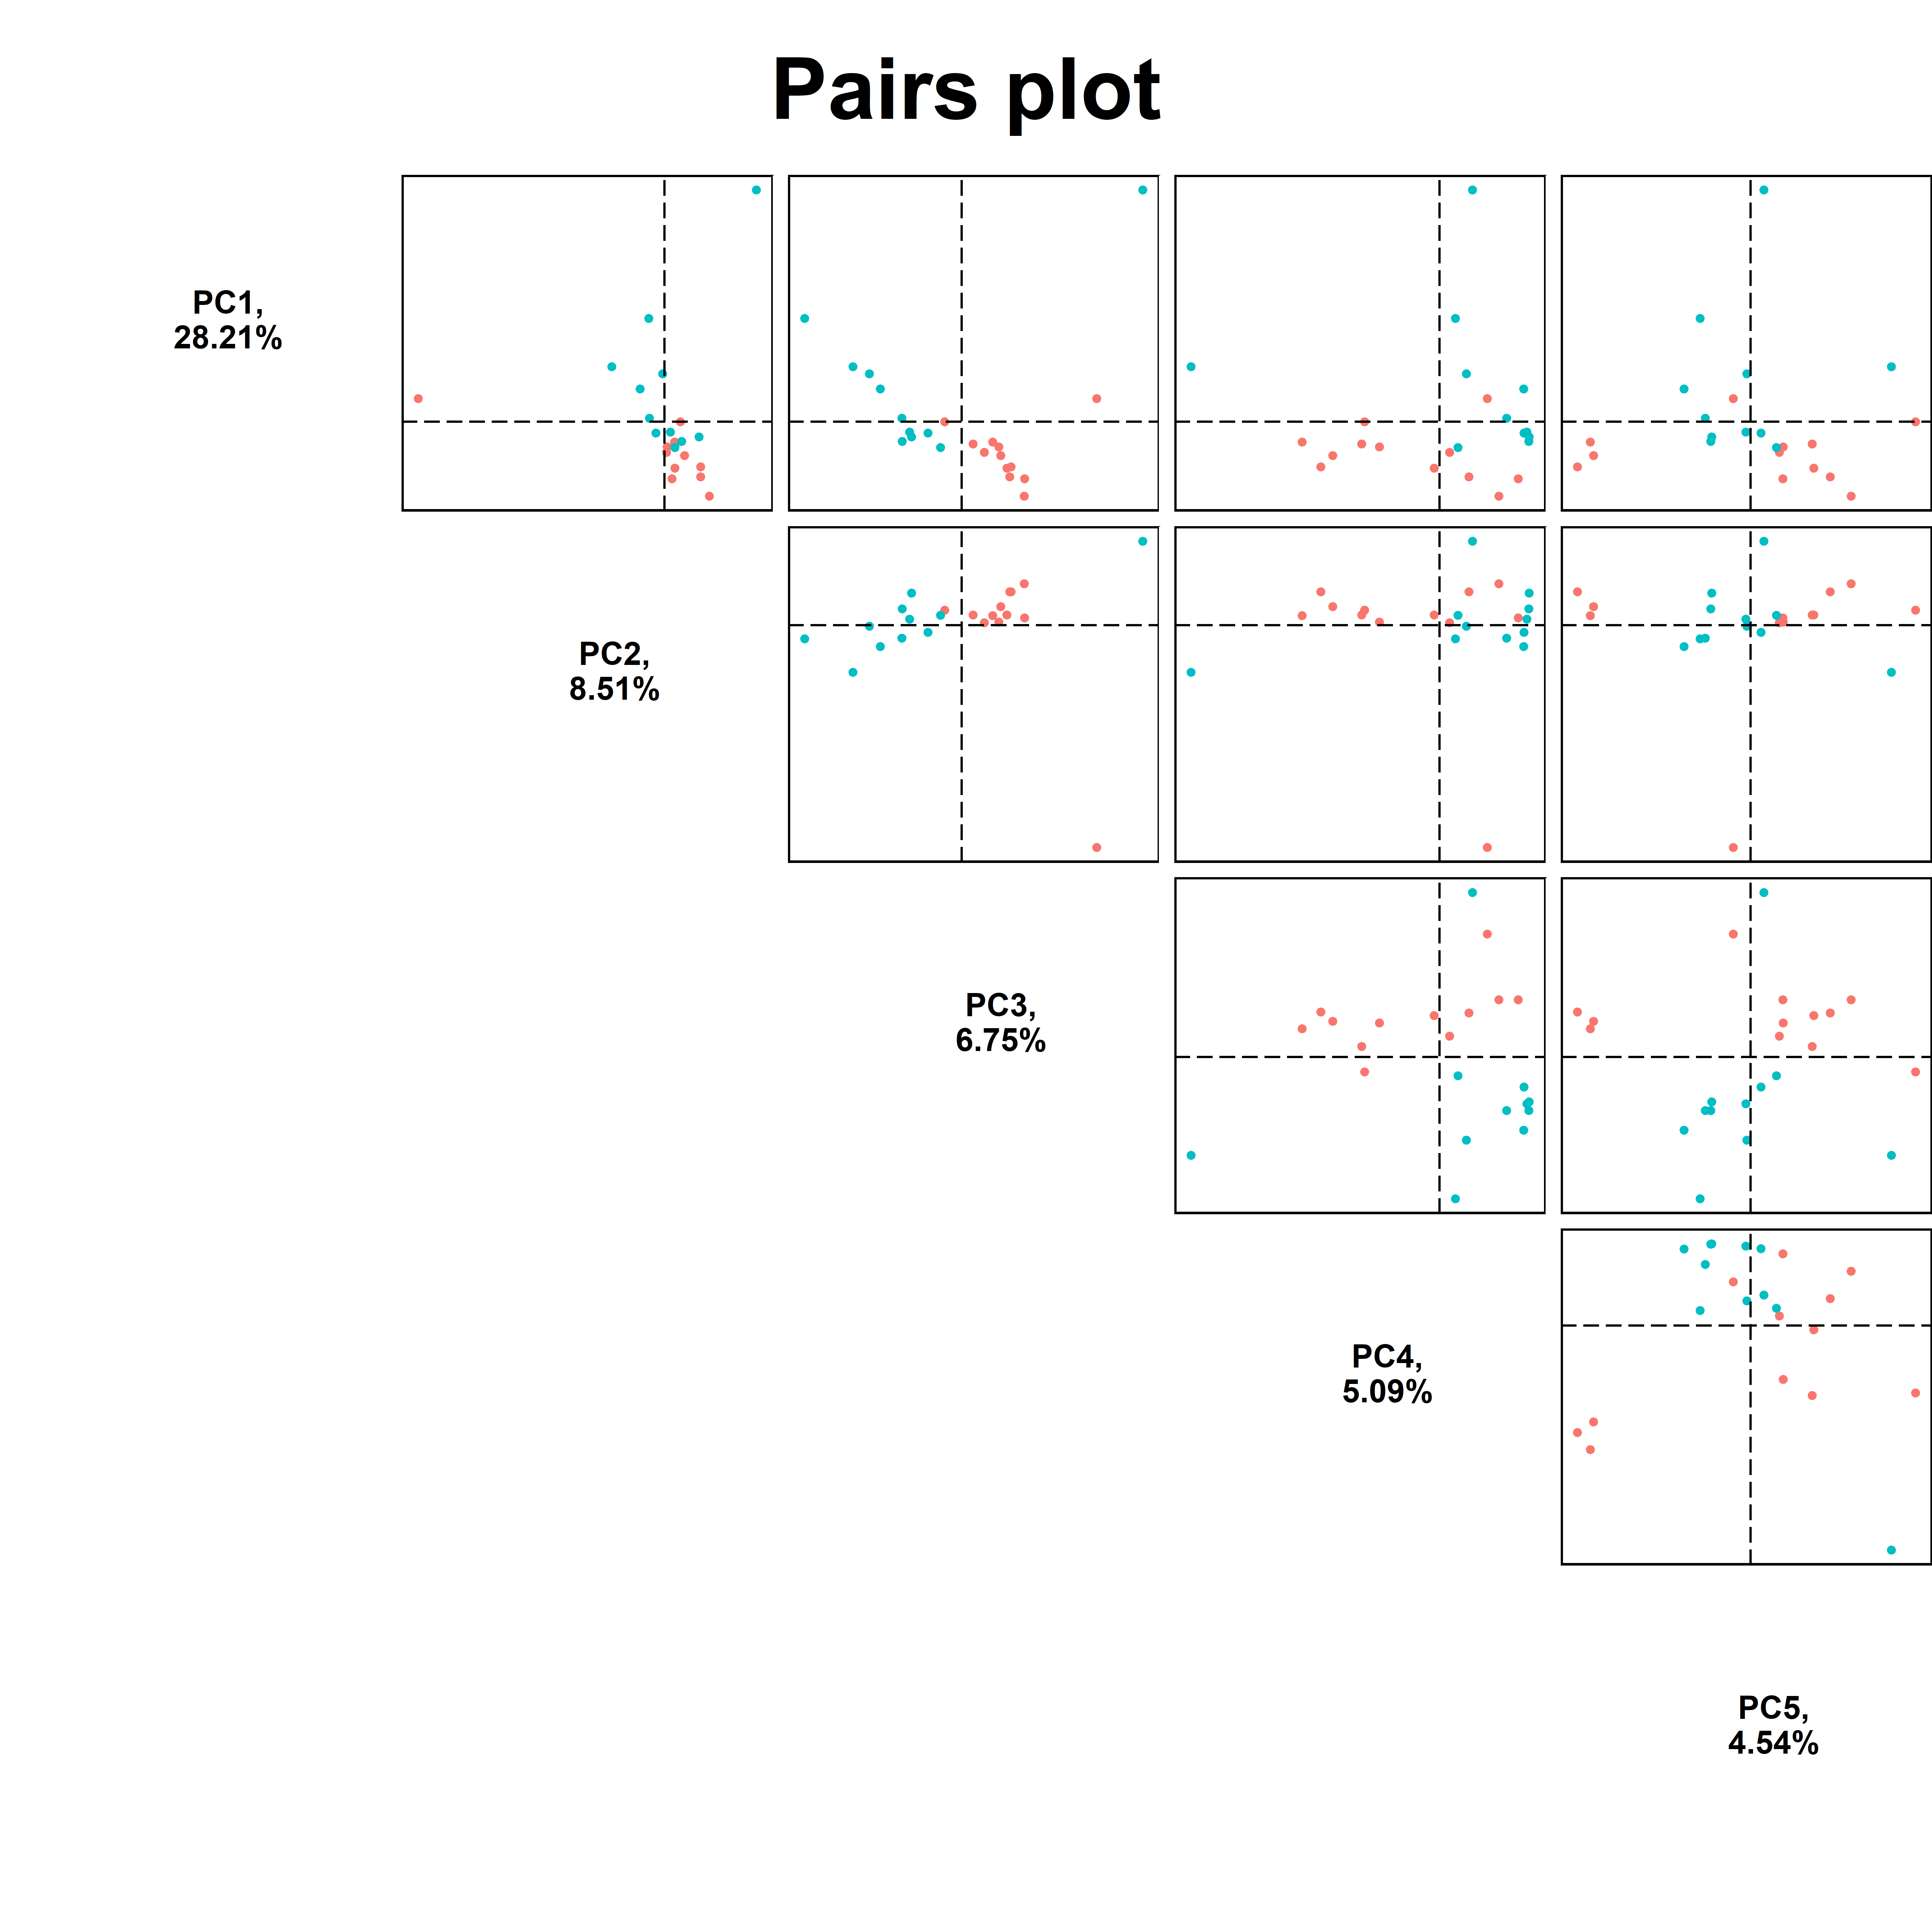 Pairs plot
PC1,
28.21%
PC2,
8.51%
PC3,
6.75%
PC4,
5.09%
PC5,
4.54%